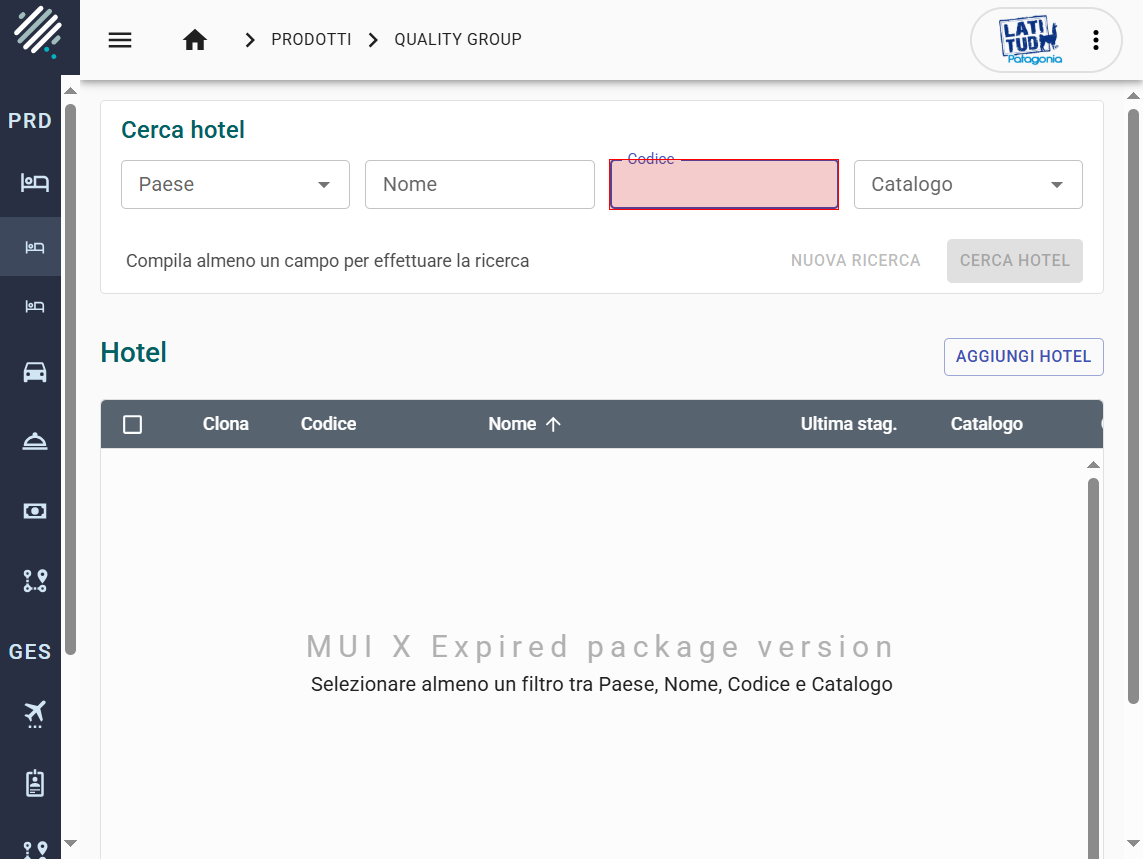 PRODOTTI
QUALITY GROUP
LATI
TUD
Patagonia
PRD
GES
Cerca hotel
Paese
Nome
Codice
Catalogo
Compila almeno un campo per effettuare la ricerca
NUOVA RICERCA
CERCA HOTEL
Hotel
AGGIUNGI HOTEL
Clona
Codice
Nome
Ultima stag.
Catalogo
MUI X Expired package version
Selezionare almeno un filtro tra Paese, Nome, Codice e Catalogo